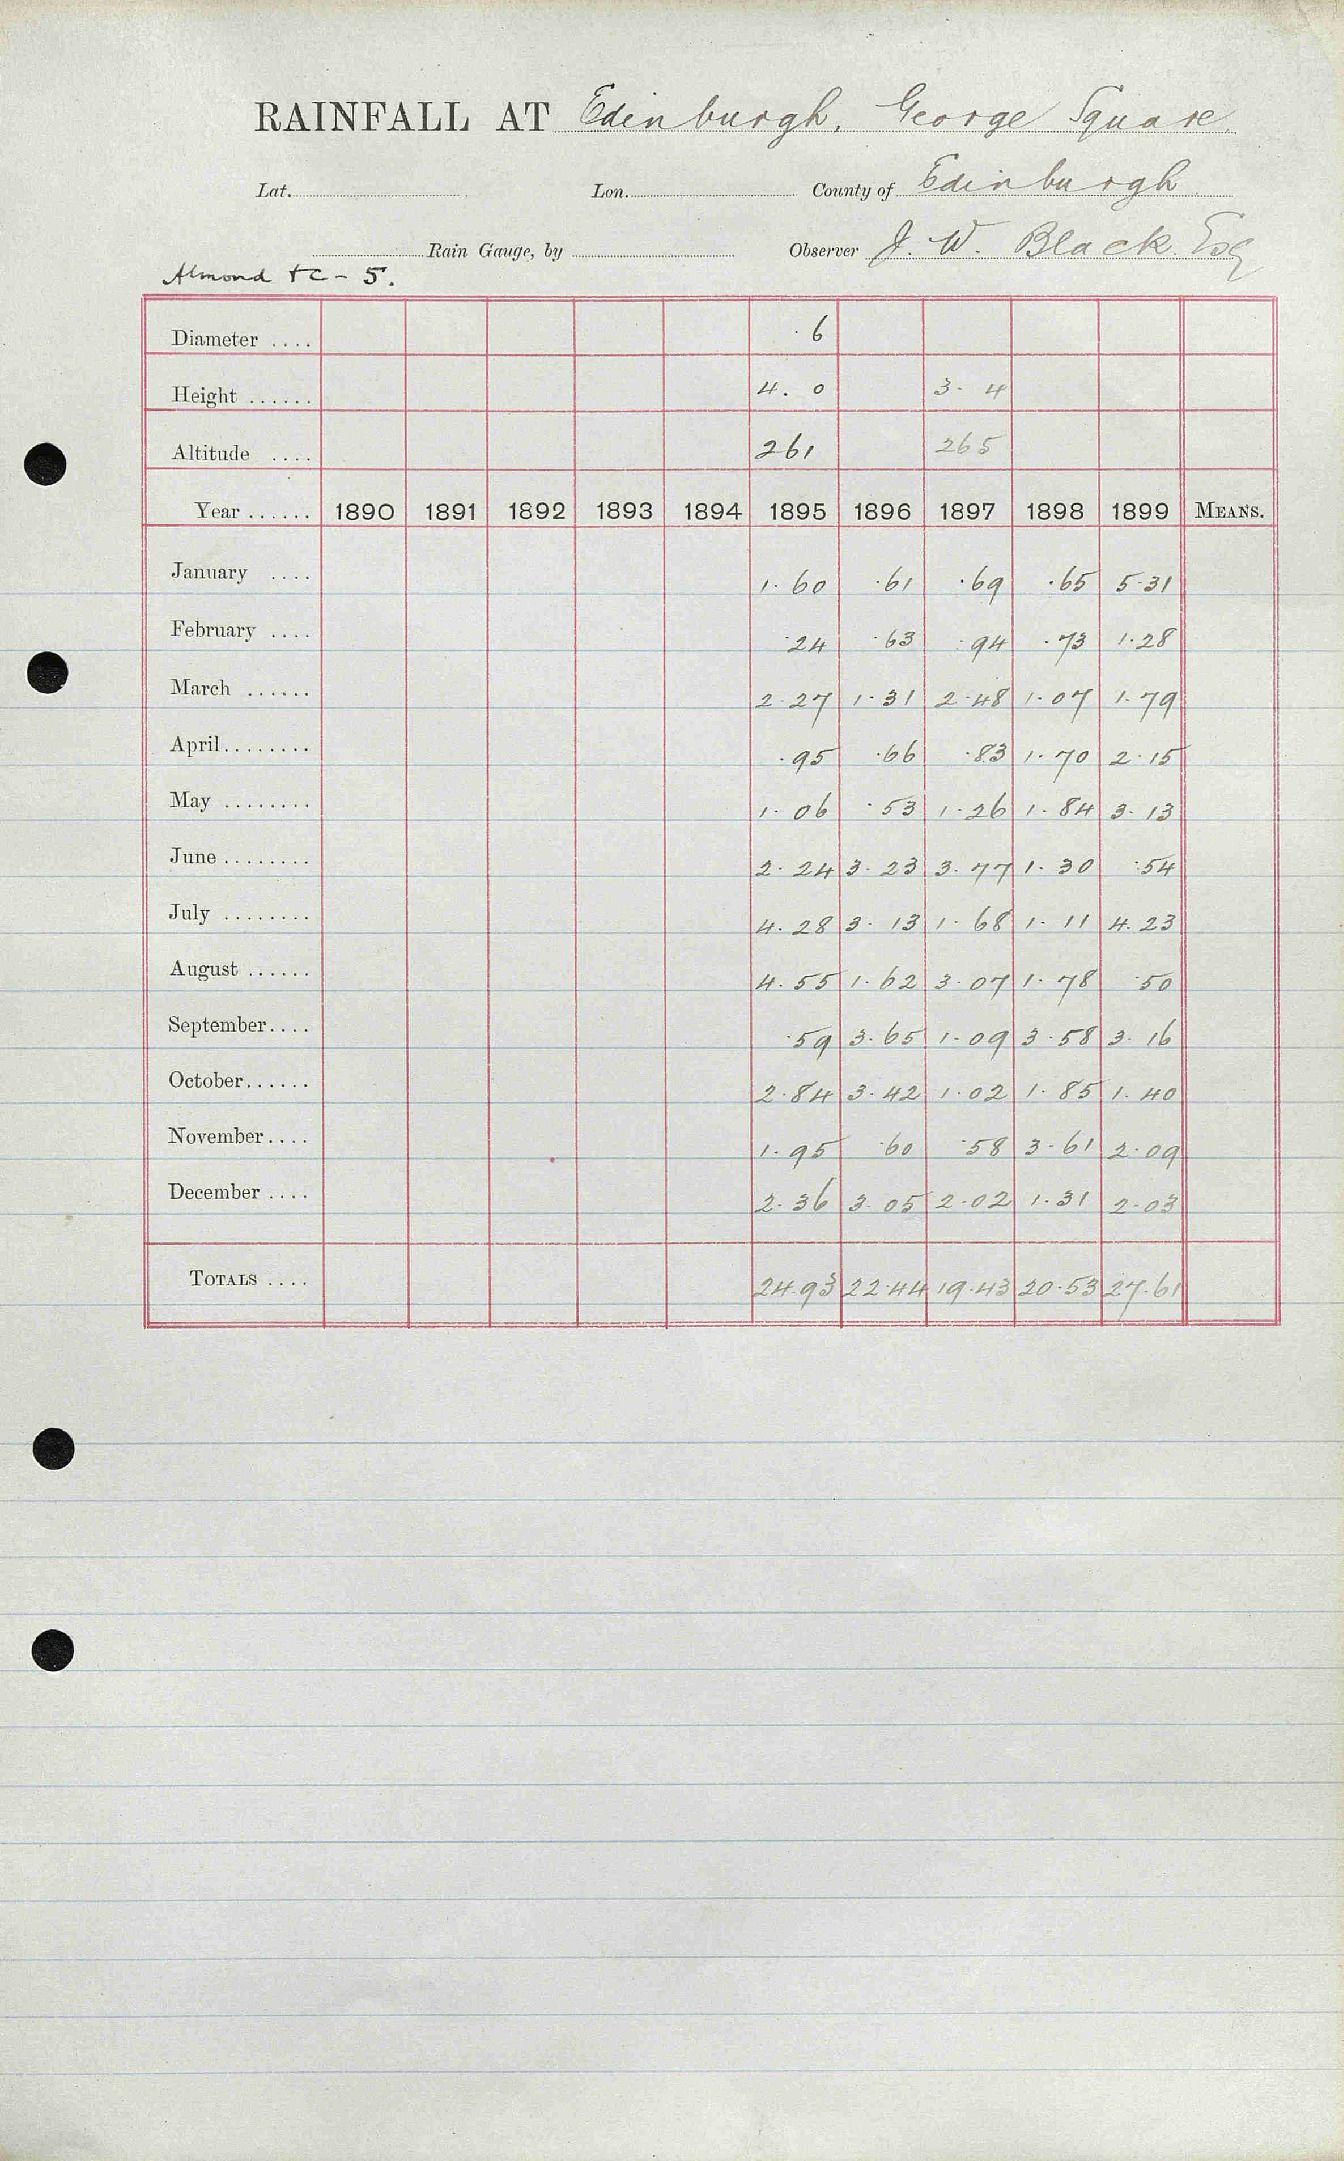 RAINFALL AT Edinburgh, George Square.
Lat. Lon. County of Edinburgh
Rain Gauge, by Observer J. W. Black Esq
Almond &c - 5.
Diameter .... 6
Height ...... 4. 0 3. 4
Altitude .... 261 265
Year ...... 1890 1891 1892 1893 1894 1895 1896 1897 1898 1899 MEANS.
January .... 1.60 .61 .69 .65 5.31
February .... .24 .63 .94 .73 1.28
March ...... 2.27 1.31 2.48 1.07 1.79
April........ .95 .66 .83 1.70 2.15
May ........ 1.06 .53 1.26 1.84 3.13
June ........ 2.24 3.23 3.77 1.30 .54
July ........ 4.28 3.13 1.68 1.11 4.23
August ...... 4.55 1.62 3.07 1.78 .50
September.... .59 3.65 1.09 3.58 3.16
October...... 2.84 3.42 1.02 1.85 1.40
November.... 1.95 .60 .58 3.61 2.09
December .... 2.36 3.05 2.02 1.31 2.03
TOTALS .... 24.93 22.44 19.43 20.53 27.61